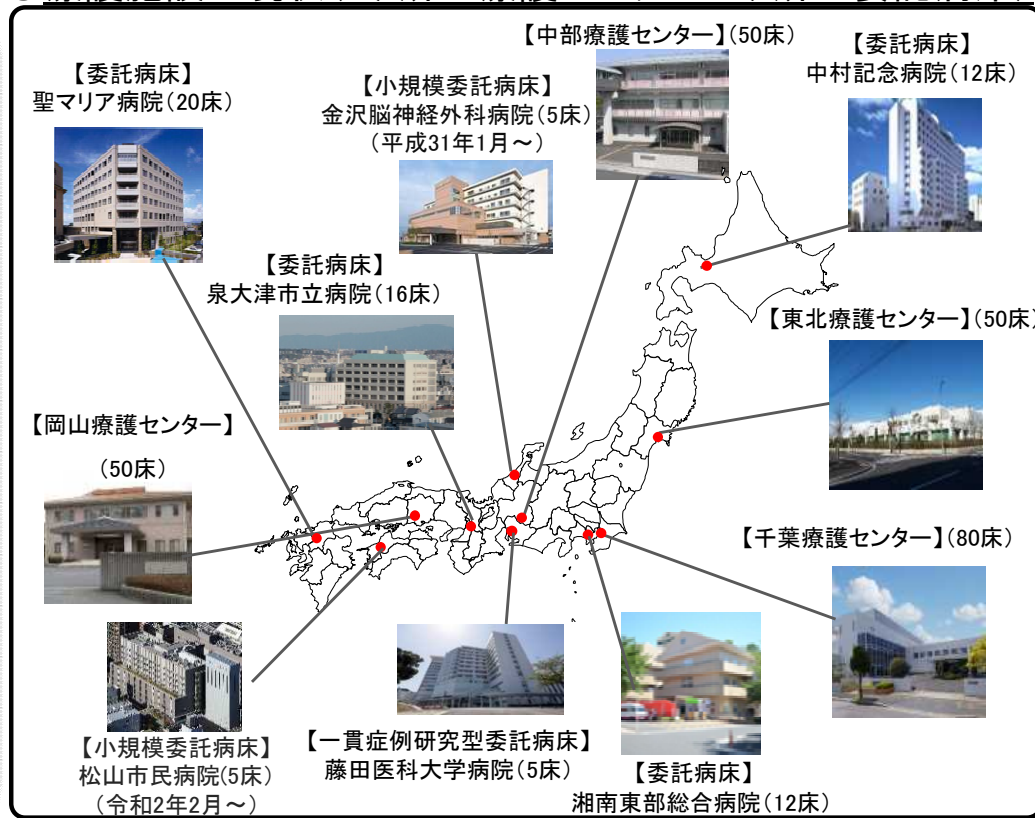 【中部療護センター】(50床)
【委託病床】
中村記念病院(12床)
【委託病床】
聖マリア病院(20床)
【小規模委託病床】
金沢脳神経外科病院(5床)
(平成31年1月～)
【委託病床】
泉大津市立病院(16床)
【東北療護センター】(50床)
【岡山療護センター】
(50床)
【千葉療護センター】(80床)
【小規模委託病床】
松山市民病院(5床)
(令和2年2月～)
【一貫症例研究型委託病床】
藤田医科大学病院(5床)
【委託病床】
湘南東部総合病院(12床)